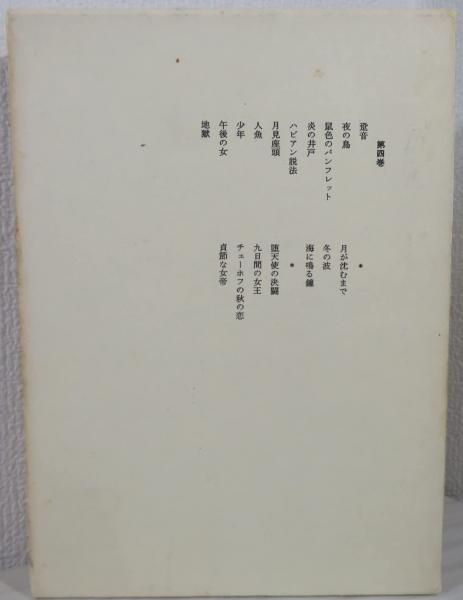 第四巻
跫音
夜の鳥
鼠色のパンフレット
炎の井戸
ハビアン説法
月見座頭
人魚
少年
午後の女
地獄
*
月が沈むまで
冬の波
海に鳴る鐘
*
堕天使の決闘
九日間の女王
チェーホフの秋の恋
貞節な女帝